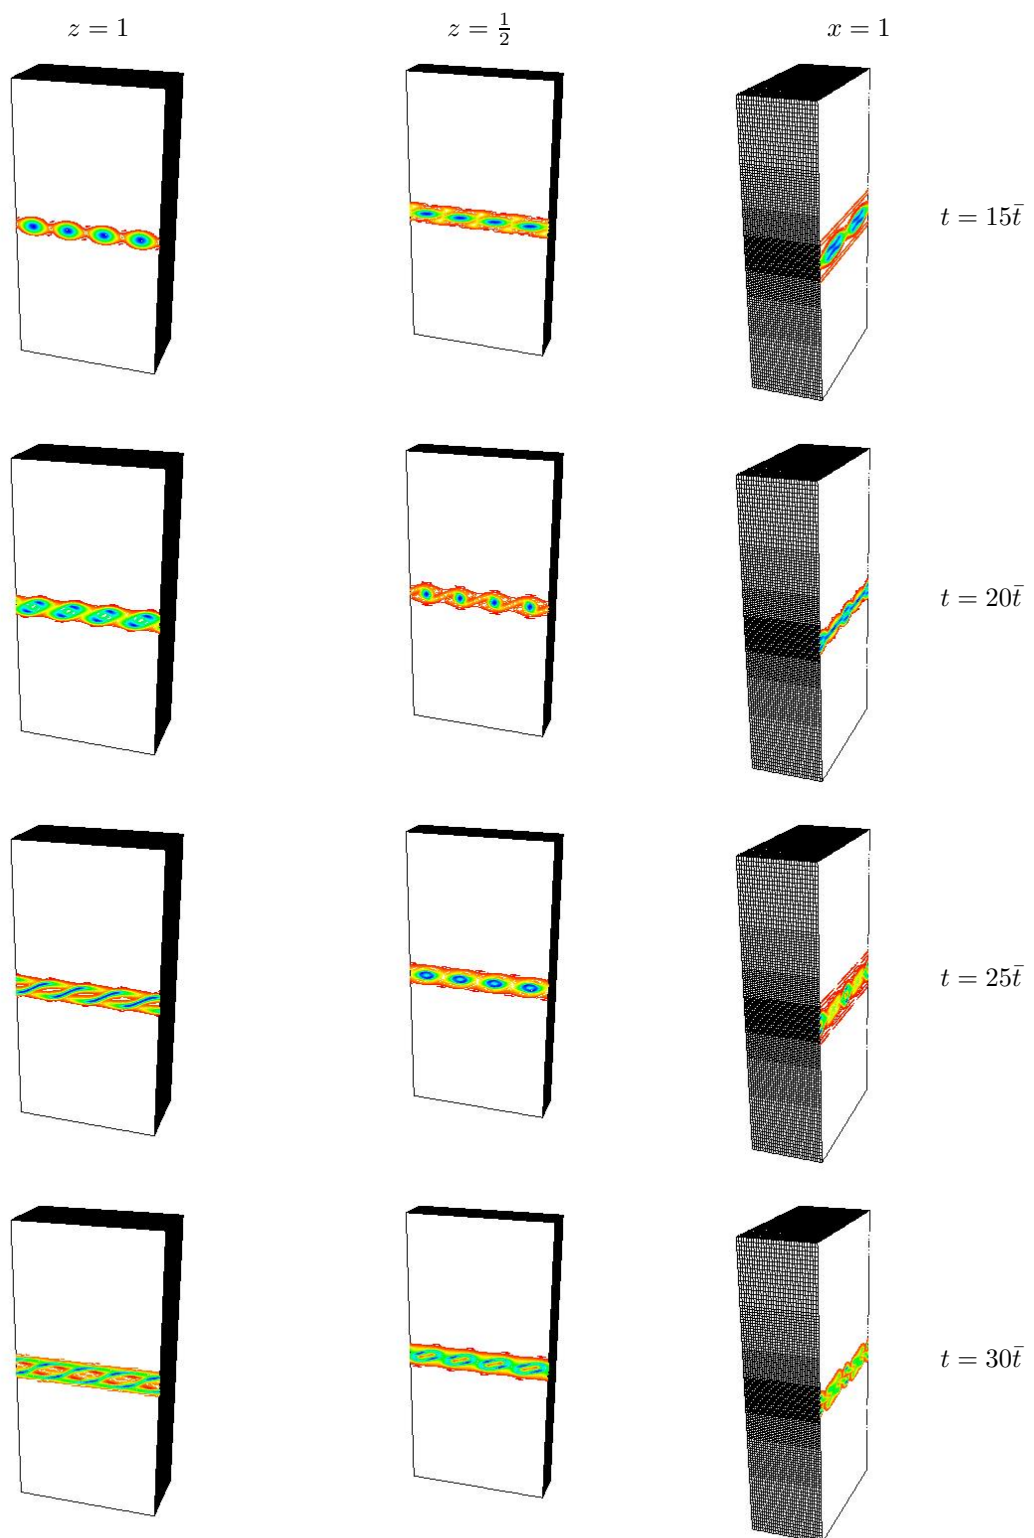 z = 1    z = 1/2    x = 1
t = 15t̄
t = 20t̄
t = 25t̄
t = 30t̄